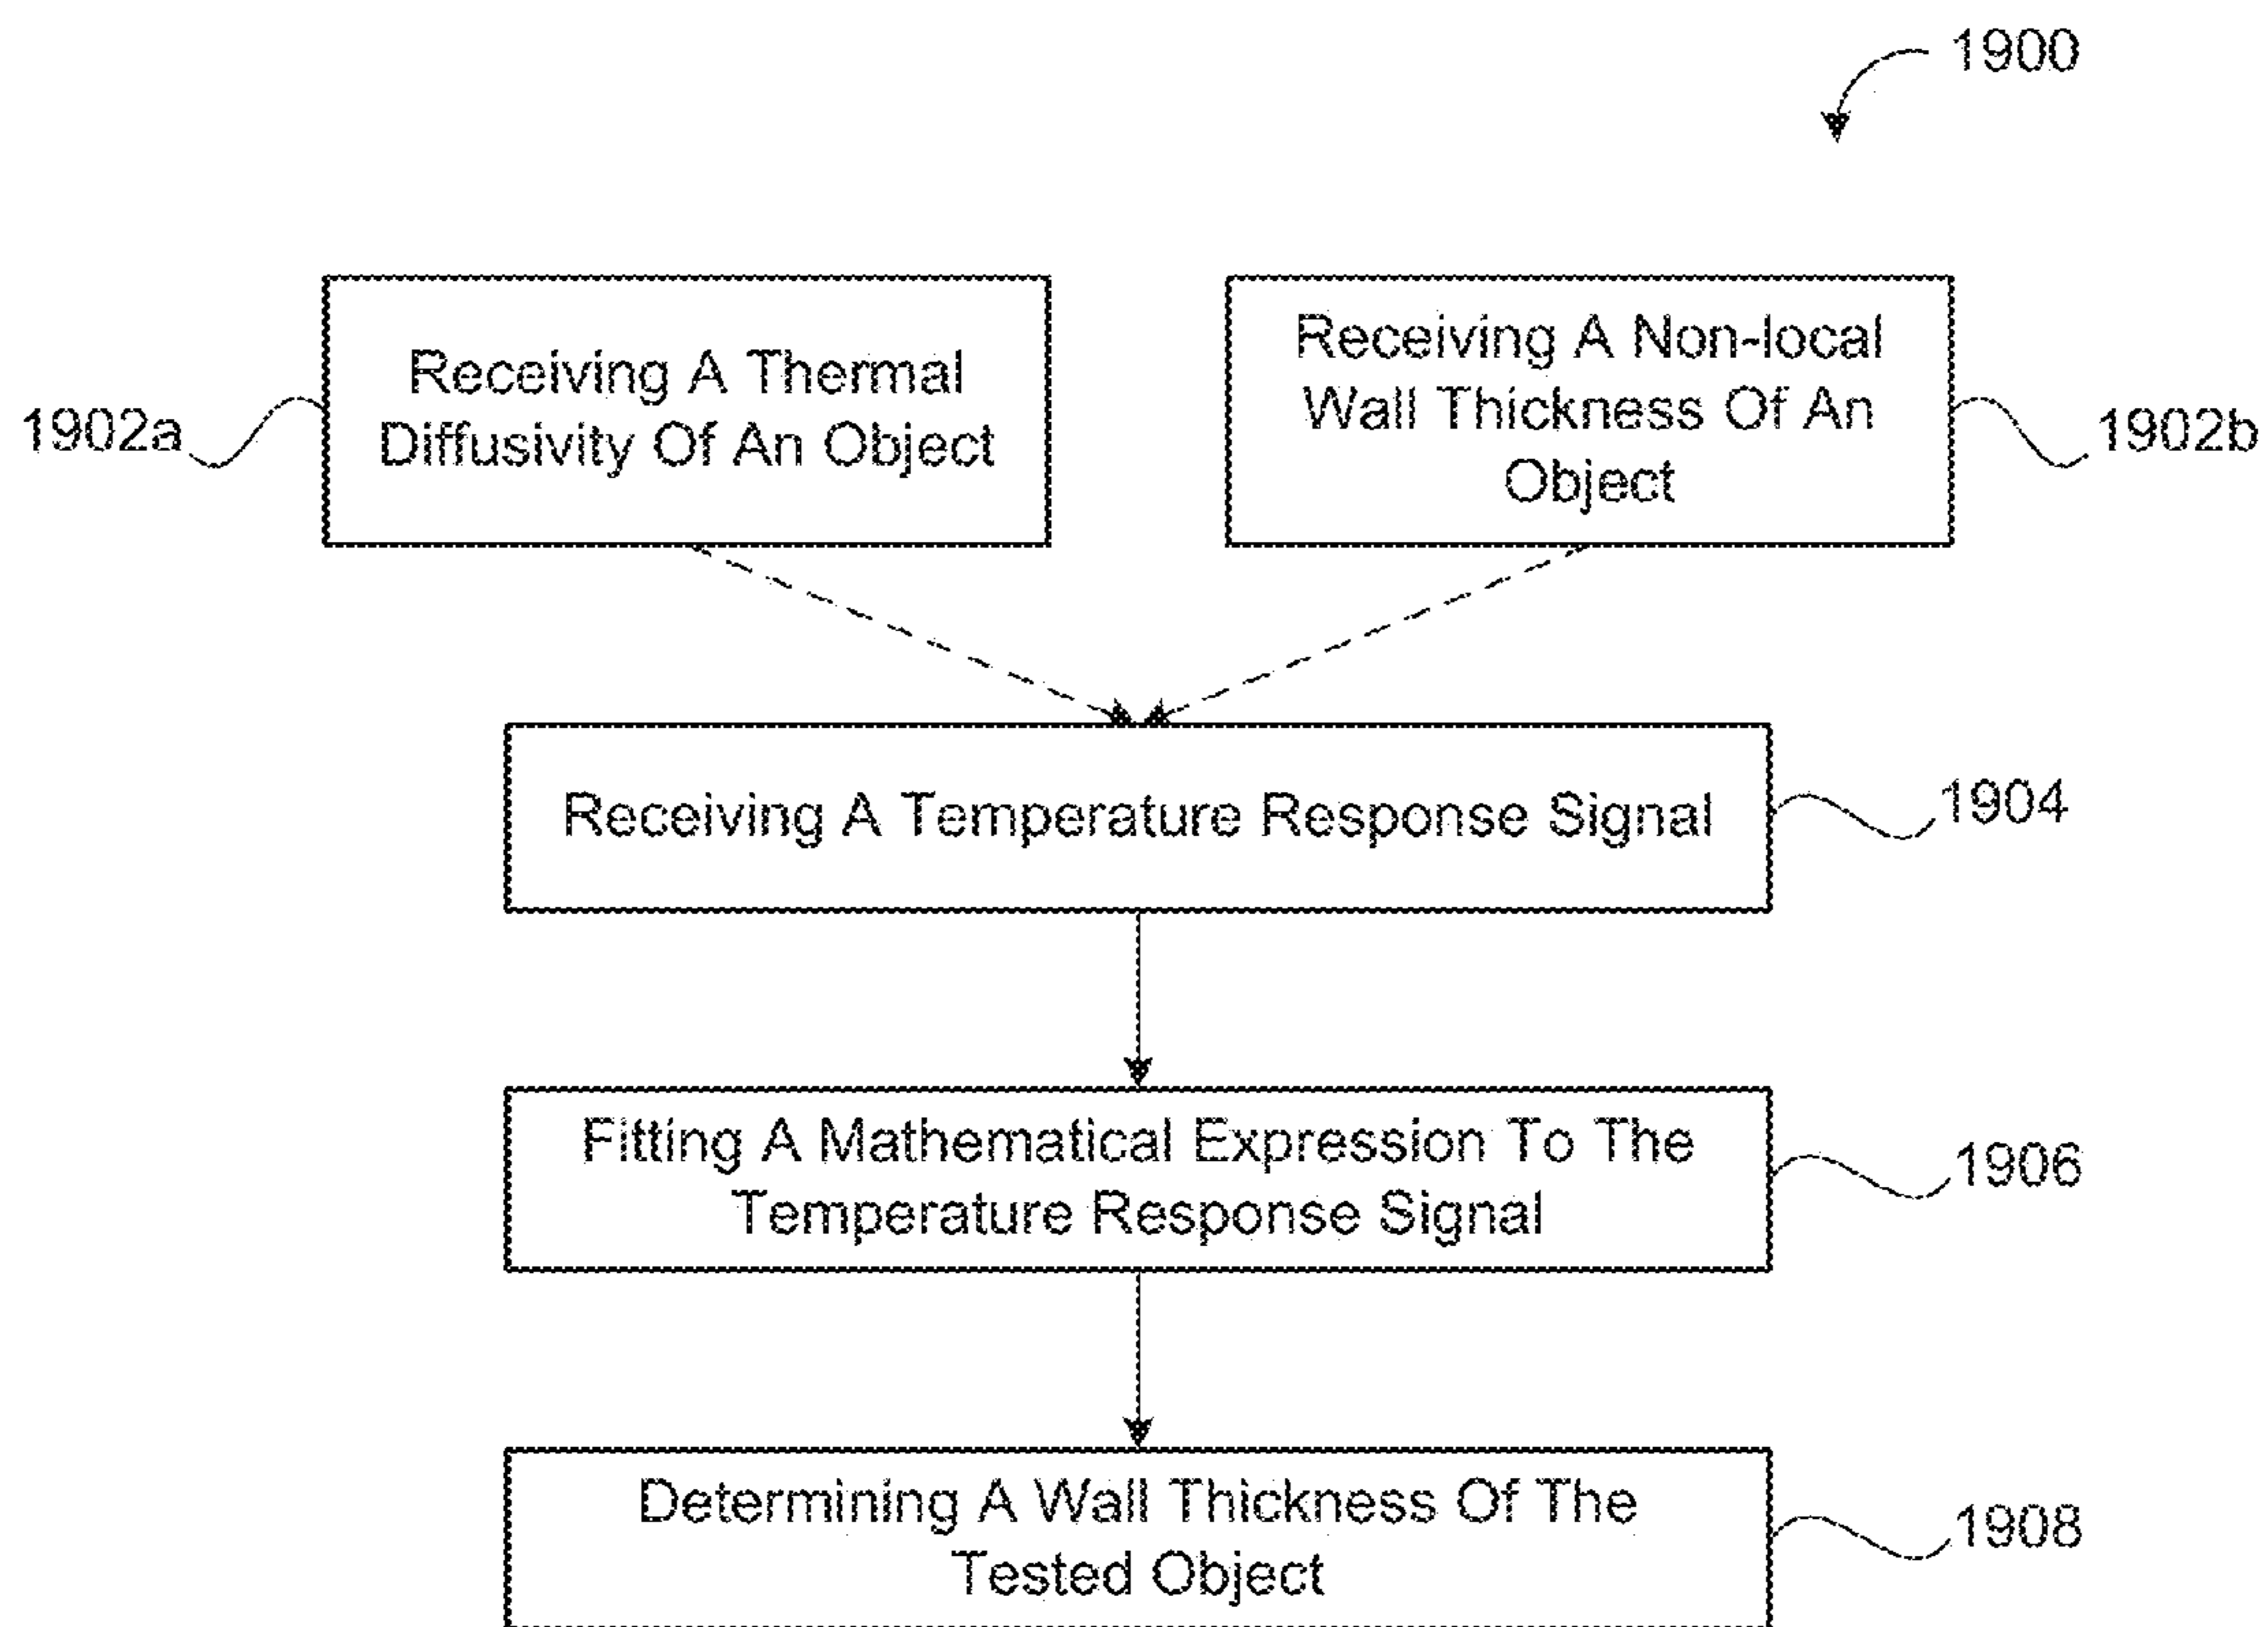 1900
Receiving A Thermal
Diffusivity Of An Object
1902a
Receiving A Non-local
Wall Thickness Of An
Object
1902b
Receiving A Temperature Response Signal
1904
Fitting A Mathematical Expression To The
Temperature Response Signal
1906
Determining A Wall Thickness Of The
Tested Object
1908